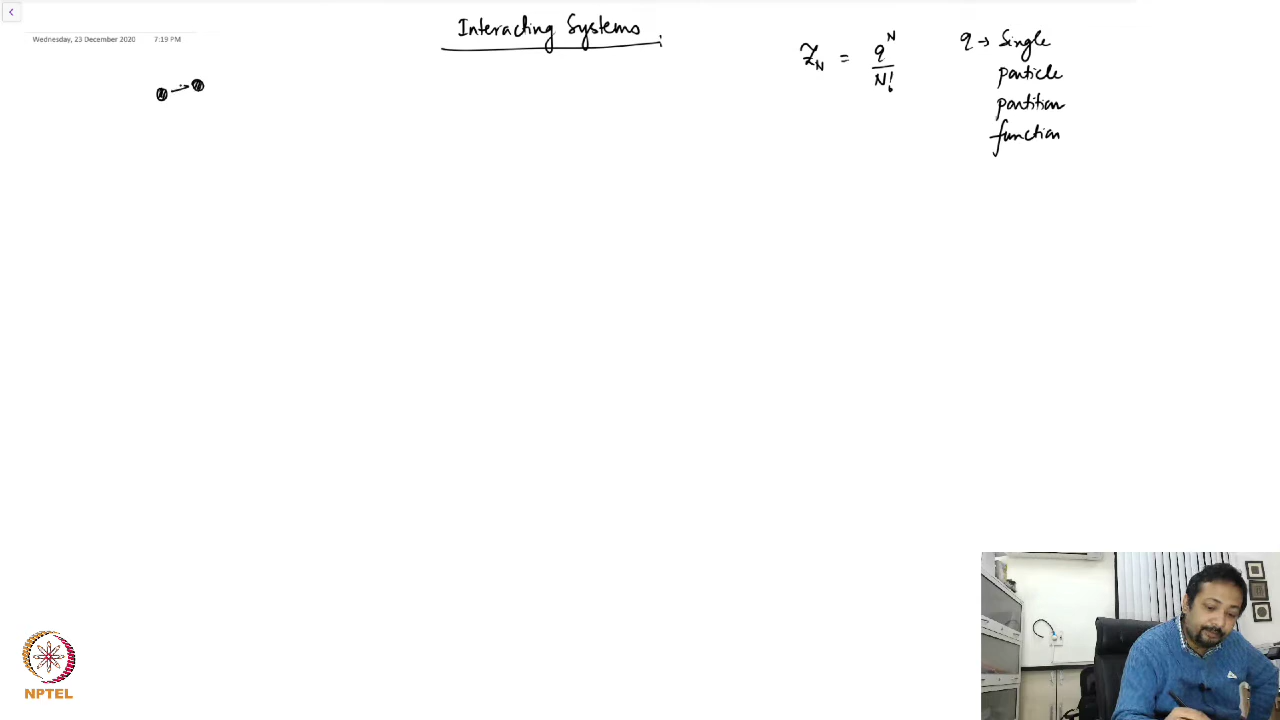 Interacting Systems
Wednesday, 23 December 2020 7:19 PM
Z_N = q^N / N!
q → Single
particle
partition
function
NPTEL